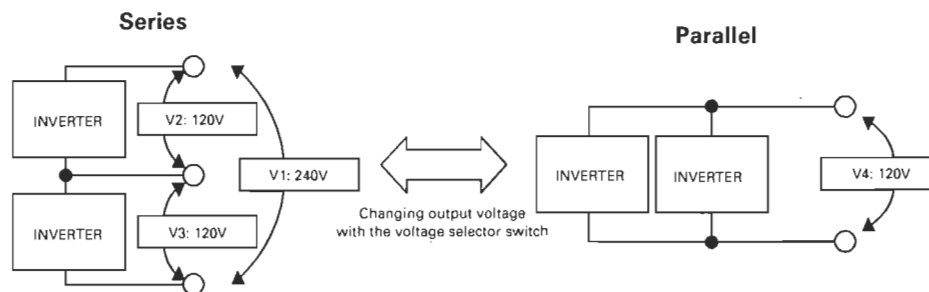 Series
Parallel
INVERTER
V2: 120V
V1: 240V
INVERTER
V3: 120V
Changing output voltage
with the voltage selector switch
INVERTER
INVERTER
V4: 120V